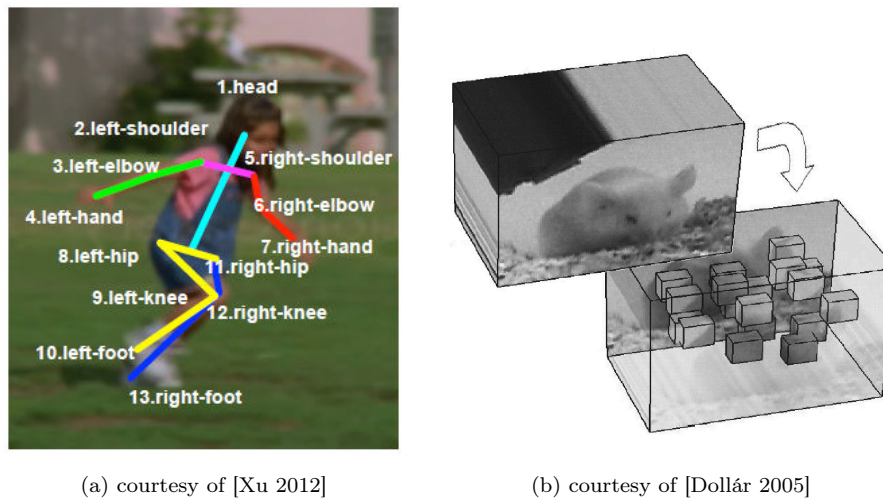 1.head
2.left-shoulder
3.left-elbow
5.right-shoulder
4.left-hand
6.right-elbow
7.right-hand
8.left-hip
11.right-hip
9.left-knee
12.right-knee
10.left-foot
13.right-foot
(a) courtesy of [Xu 2012]
(b) courtesy of [Dollár 2005]